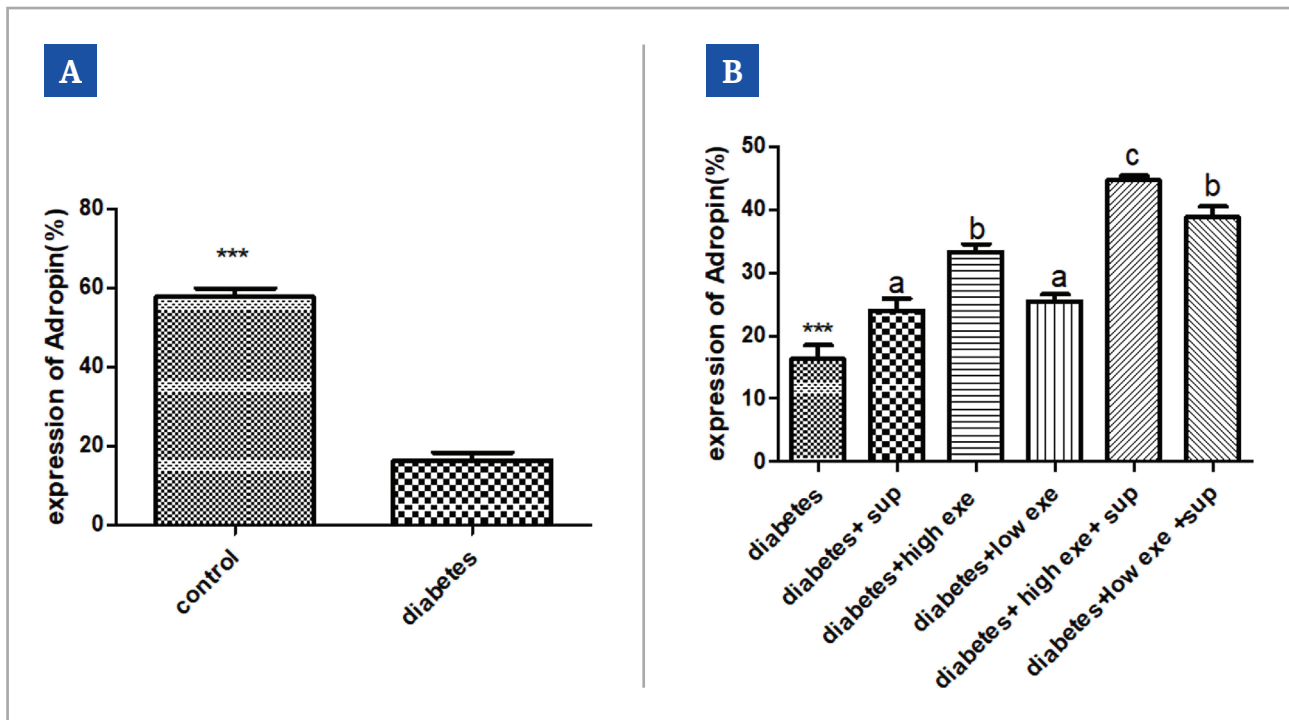 A
expression of Adropin(%)
80
60
40
20
0
***
control
diabetes
B
expression of Adropin(%)
50
40
30
20
10
0
***
a
b
a
c
b
diabetes
diabetes+ sup
diabetes+high exe
diabetes+low exe
diabetes+ high exe+ sup
diabetes+low exe +sup